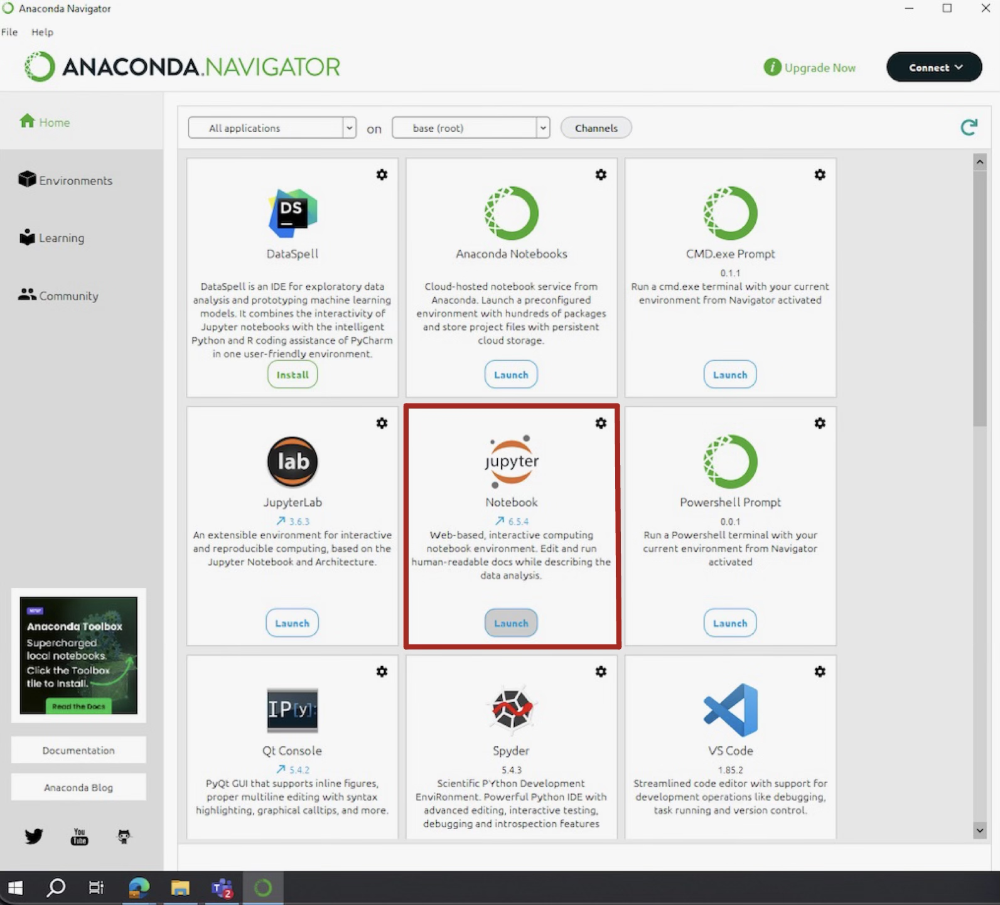 Anaconda Navigator
File Help
ANACONDA.NAVIGATOR
i Upgrade Now
Connect
Home
Environments
Learning
Community
All applications on base (root) Channels
DS
DataSpell
DataSpell is an IDE for exploratory data
analysis and prototyping machine learning
models. It combines the interactivity of
Jupyter notebooks with the intelligent
Python and R coding assistance of PyCharm
in one user-friendly environment.
Install
Anaconda Notebooks
Cloud-hosted notebook service from
Anaconda. Launch a preconfigured
environment with hundreds of packages
and store project files with persistent
cloud storage.
Launch
CMD.exe Prompt
0.1.1
Run a cmd.exe terminal with your current
environment from Navigator activated
Launch
lab
JupyterLab
3.6.3
An extensible environment for interactive
and reproducible computing, based on the
Jupyter Notebook and Architecture.
Launch
jupyter
Notebook
6.5.4
Web-based, interactive computing
notebook environment. Edit and run
human-readable docs while describing the
data analysis.
Launch
Powershell Prompt
0.0.1
Run a Powershell terminal with your
current environment from Navigator
activated
Launch
IP[y]:
Qt Console
5.4.2
PyQt GUI that supports inline figures,
proper multiline editing with syntax
highlighting, graphical calltips, and more.
Spyder
5.4.3
Scientific PYthon Development
EnviRonment. Powerful Python IDE with
advanced editing, interactive testing,
debugging and introspection features
VS Code
1.85.2
Streamlined code editor with support for
development operations like debugging,
task running and version control.
NEW
Anaconda Toolbox
Supercharged
local notebooks.
Click the Toolbox
tile to Install.
Read the Docs
Documentation
Anaconda Blog
You
Tube
T
2